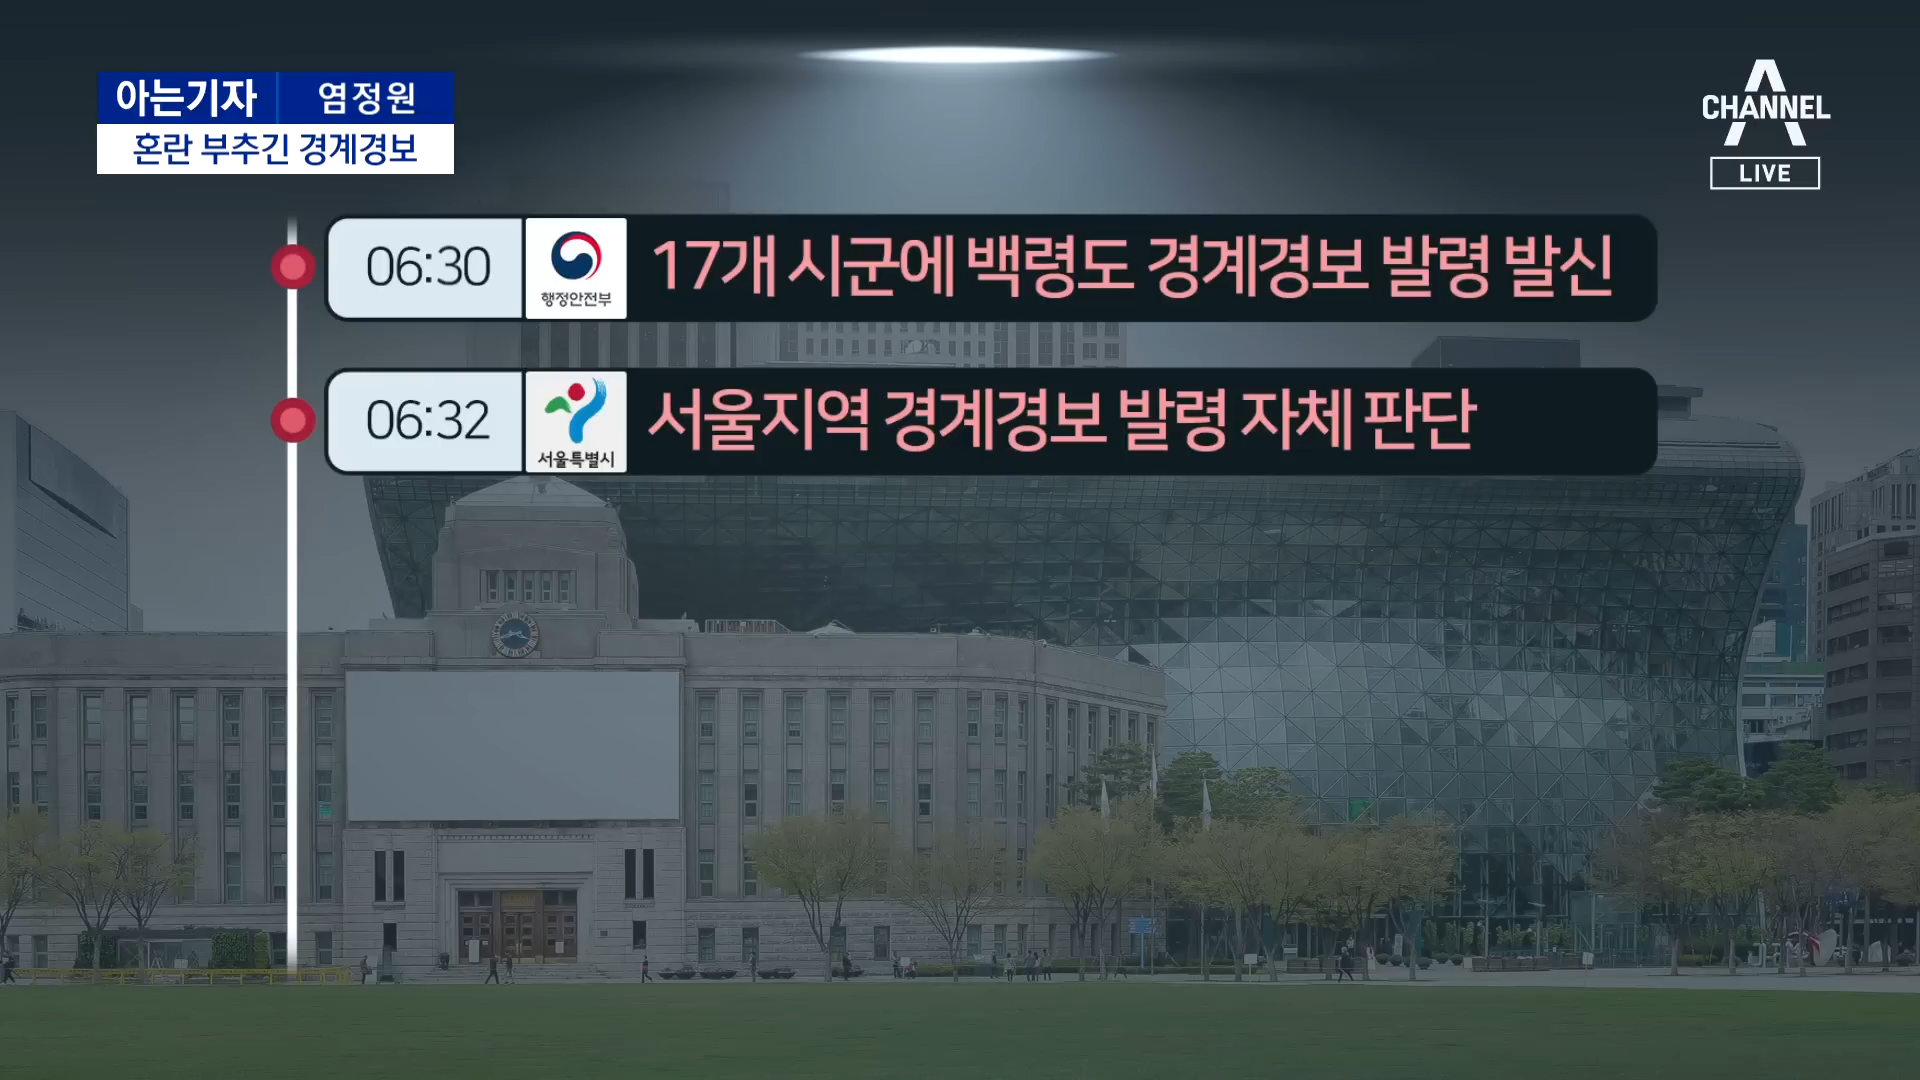 아는기자 염정원
혼란 부추긴 경계경보
CHANNEL A
LIVE
06:30 행정안전부 17개 시군에 백령도 경계경보 발령 발신
06:32 서울특별시 서울지역 경계경보 발령 자체 판단